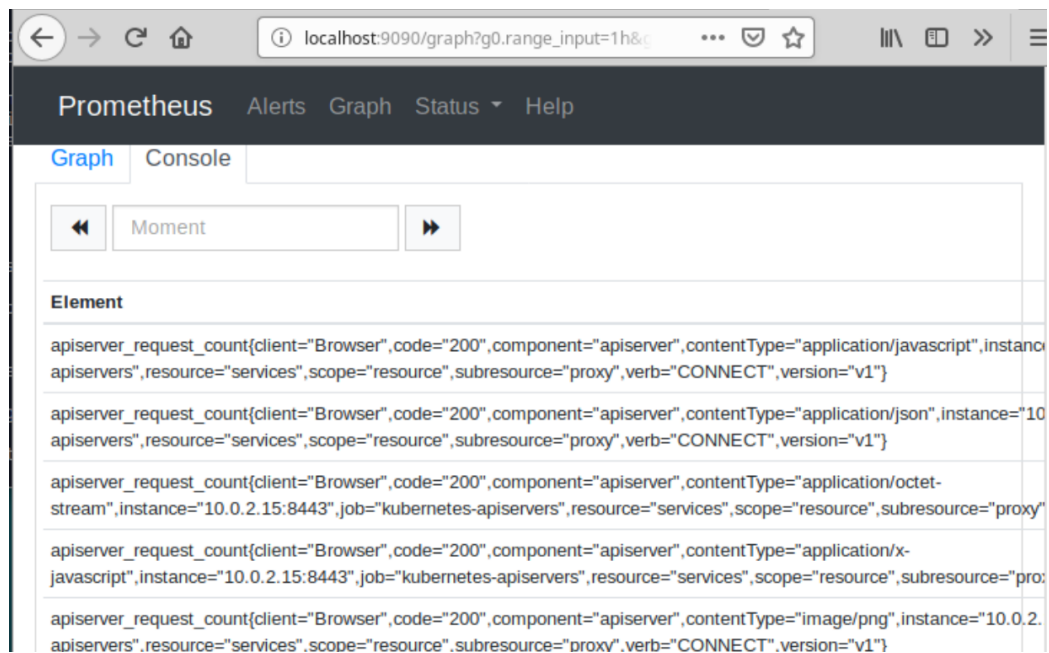 localhost:9090/graph?g0.range_input=1h&
Prometheus Alerts Graph Status Help
Graph Console
Moment
Element
apiserver_request_count{client="Browser",code="200",component="apiserver",contentType="application/javascript",instance
apiservers",resource="services",scope="resource",subresource="proxy",verb="CONNECT",version="v1"}
apiserver_request_count{client="Browser",code="200",component="apiserver",contentType="application/json",instance="10
apiservers",resource="services",scope="resource",subresource="proxy",verb="CONNECT",version="v1"}
apiserver_request_count{client="Browser",code="200",component="apiserver",contentType="application/octet-
stream",instance="10.0.2.15:8443",job="kubernetes-apiservers",resource="services",scope="resource",subresource="proxy"
apiserver_request_count{client="Browser",code="200",component="apiserver",contentType="application/x-
javascript",instance="10.0.2.15:8443",job="kubernetes-apiservers",resource="services",scope="resource",subresource="pro
apiserver_request_count{client="Browser",code="200",component="apiserver",contentType="image/png",instance="10.0.2.
apiservers",resource="services",scope="resource",subresource="proxy",verb="CONNECT",version="v1"}